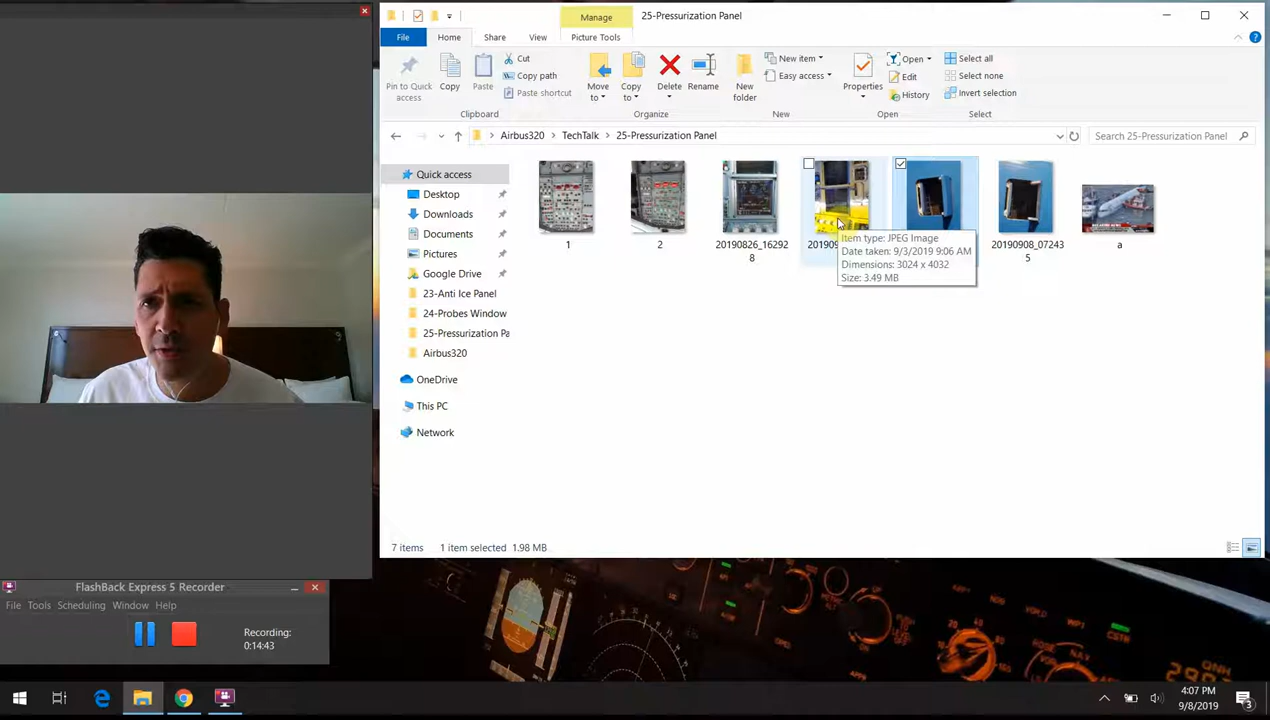 Manage
25-Pressurization Panel
File
Home
Share
View
Picture Tools
Pin to Quick access
Copy
Paste
Cut
Copy path
Paste shortcut
Clipboard
Move to
Copy to
Delete
Rename
Organize
New folder
New item
Easy access
New
Properties
Open
Edit
History
Open
Select all
Select none
Invert selection
Select
Airbus320
TechTalk
25-Pressurization Panel
Search 25-Pressurization Panel
Quick access
Desktop
Downloads
Documents
Pictures
Google Drive
23-Anti Ice Panel
24-Probes Window
25-Pressurization Pa
Airbus320
OneDrive
This PC
Network
1
2
20190826_16292
8
20190908_07243
5
a
Item type: JPEG Image
Date taken: 9/3/2019 9:06 AM
Dimensions: 3024 x 4032
Size: 3.49 MB
7 items
1 item selected 1.98 MB
FlashBack Express 5 Recorder
File Tools Scheduling Window Help
Recording:
0:14:43
CSTR
QNH
4:07 PM
9/8/2019
3